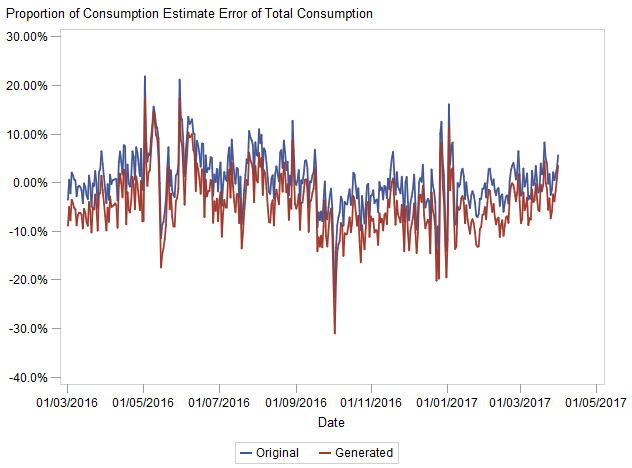 Proportion of Consumption Estimate Error of Total Consumption
30.00%
20.00%
10.00%
0.00%
-10.0%
-20.0%
-30.0%
-40.0%
01/03/2016 01/05/2016 01/07/2016 01/09/2016 01/11/2016 01/01/2017 01/03/2017 01/05/2017
Date
Original Generated